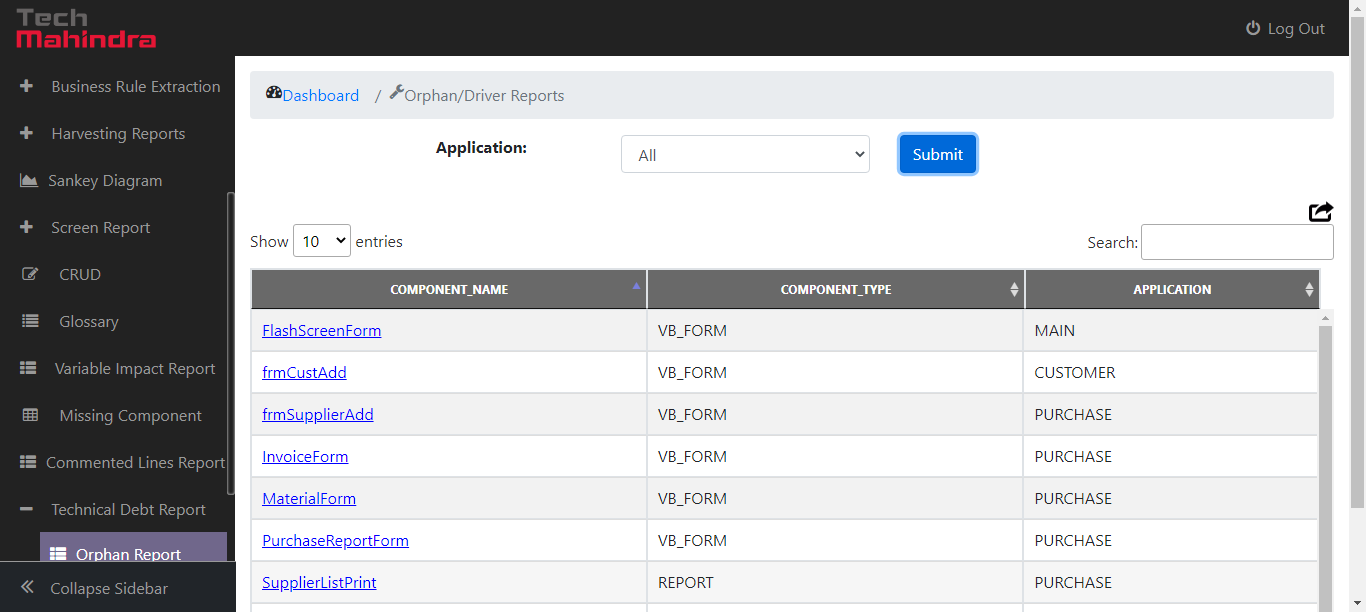 Tech
Mahindra
Log Out
Business Rule Extraction
Harvesting Reports
Sankey Diagram
Screen Report
CRUD
Glossary
Variable Impact Report
Missing Component
Commented Lines Report
Technical Debt Report
Orphan Report
Collapse Sidebar
Dashboard / Orphan/Driver Reports
Application: All Submit
Show 10 entries Search:
COMPONENT_NAME COMPONENT_TYPE APPLICATION
FlashScreenForm VB_FORM MAIN
frmCustAdd VB_FORM CUSTOMER
frmSupplierAdd VB_FORM PURCHASE
InvoiceForm VB_FORM PURCHASE
MaterialForm VB_FORM PURCHASE
PurchaseReportForm VB_FORM PURCHASE
SupplierListPrint REPORT PURCHASE